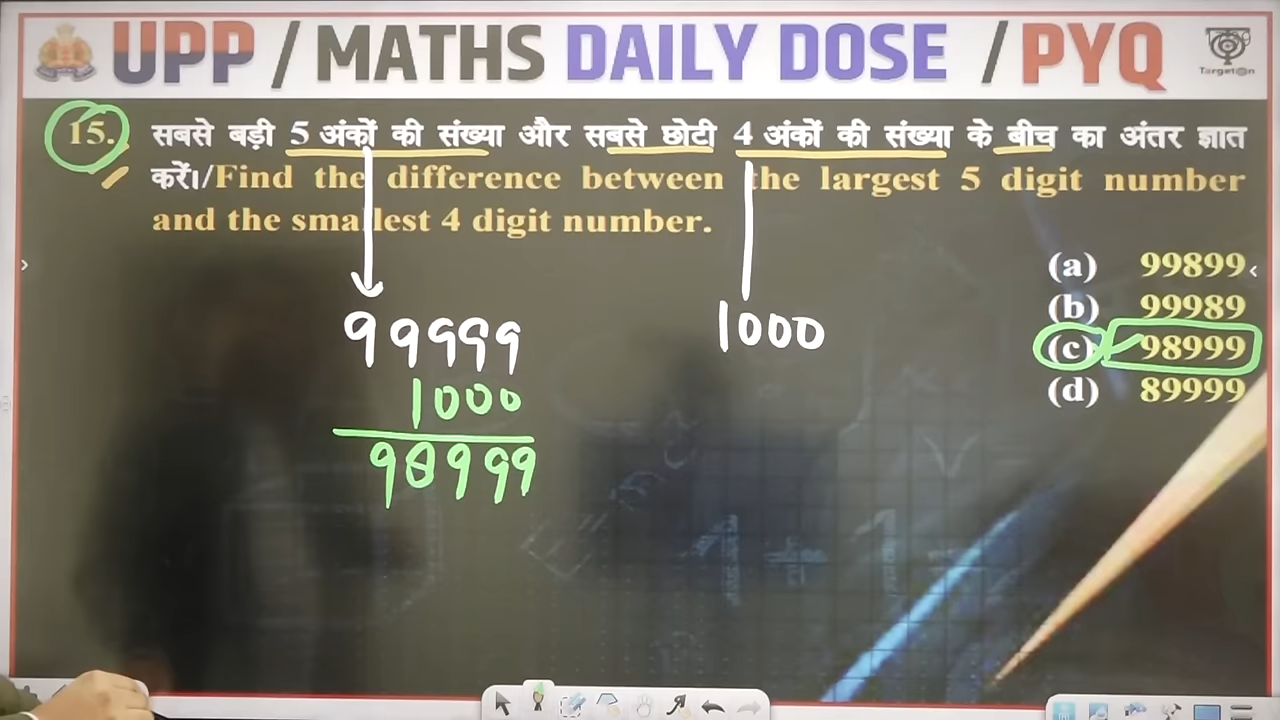 UPP / MATHS DAILY DOSE / PYQ
Target@n
15. सबसे बड़ी 5 अंकों की संख्या और सबसे छोटी 4 अंकों की संख्या के बीच का अंतर ज्ञात
करें।/Find the difference between the largest 5 digit number
and the smallest 4 digit number.
(a) 99899
(b) 99989
(c) 98999
(d) 89999
99999
1000
1000
98999